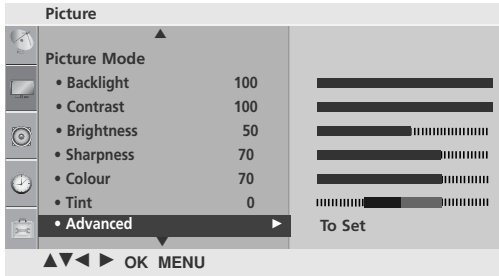 Picture
Picture Mode
• Backlight 100
• Contrast 100
• Brightness 50
• Sharpness 70
• Colour 70
• Tint 0
• Advanced To Set
OK MENU